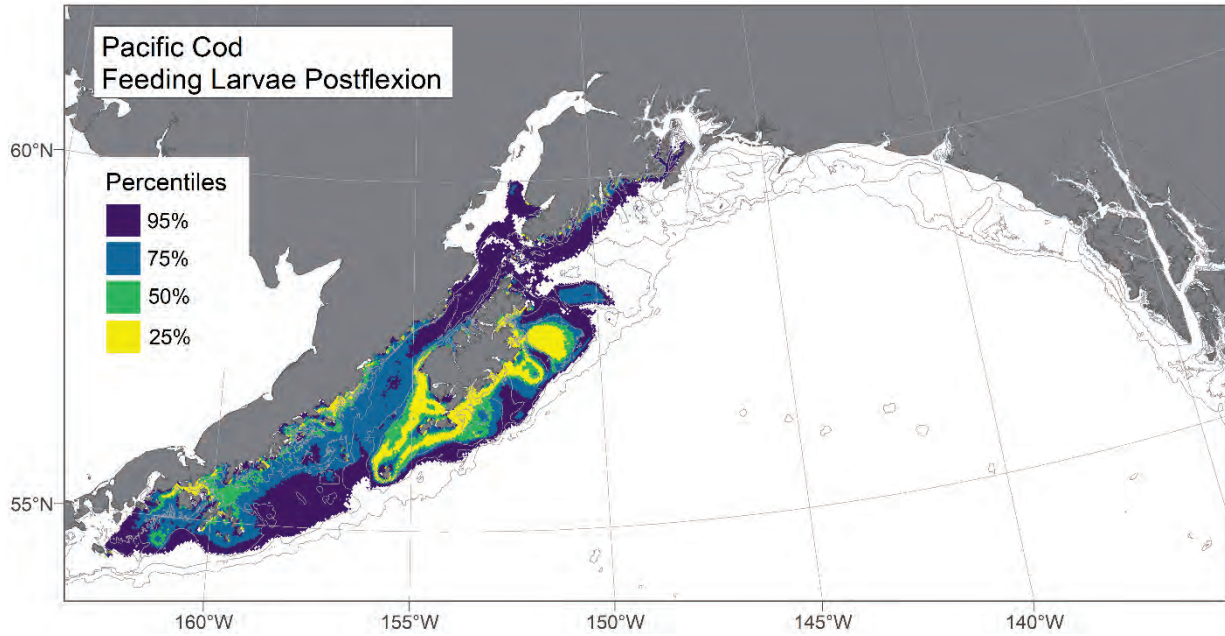 Pacific Cod
Feeding Larvae Postflexion
60°N
Percentiles
95%
75%
50%
25%
55°N
160°W
155°W
150°W
145°W
140°W